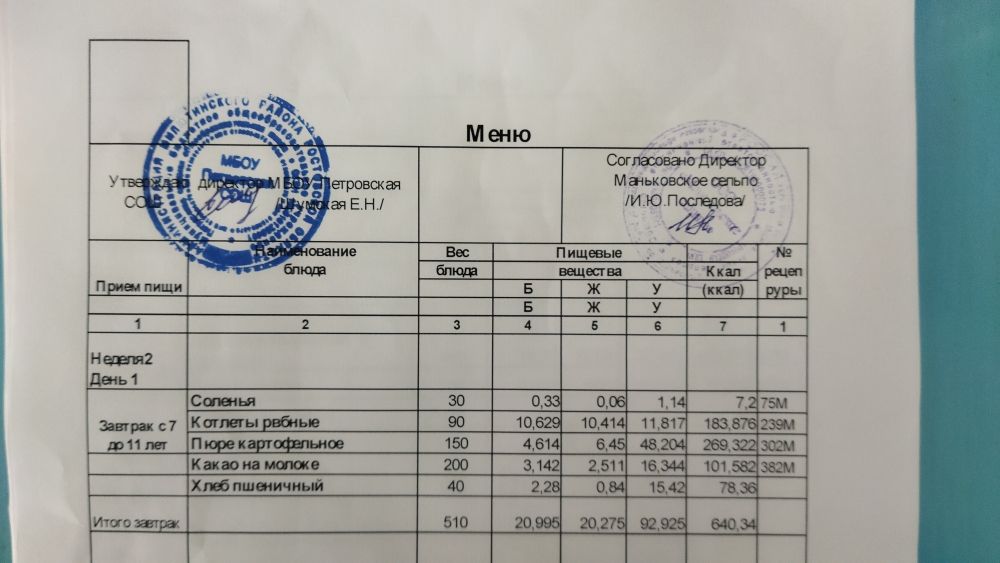 Меню
Утверждаю директор МБОУ Петровская
СОШ /Шумская Е.Н./
Согласовано Директор
Маньковское сельпо
/И.Ю.Последова/
МБОУ
СОШ
Прием пищи
Наименование
блюда
Вес
блюда
Пищевые
вещества
Ккал
(ккал)
№
рецеп
руры
Б Ж У
Б Ж У
1 2 3 4 5 6 7 1
Неделя2
День 1
Завтрак с 7
до 11 лет
Соленья 30 0,33 0,06 1,14 7,2 75М
Котлеты рвбные 90 10,629 10,414 11,817 183,876 239М
Пюре картофельное 150 4,614 6,45 48,204 269,322 302М
Какао на молоке 200 3,142 2,511 16,344 101,582 382М
Хлеб пшеничный 40 2,28 0,84 15,42 78,36
Итого завтрак 510 20,995 20,275 92,925 640,34